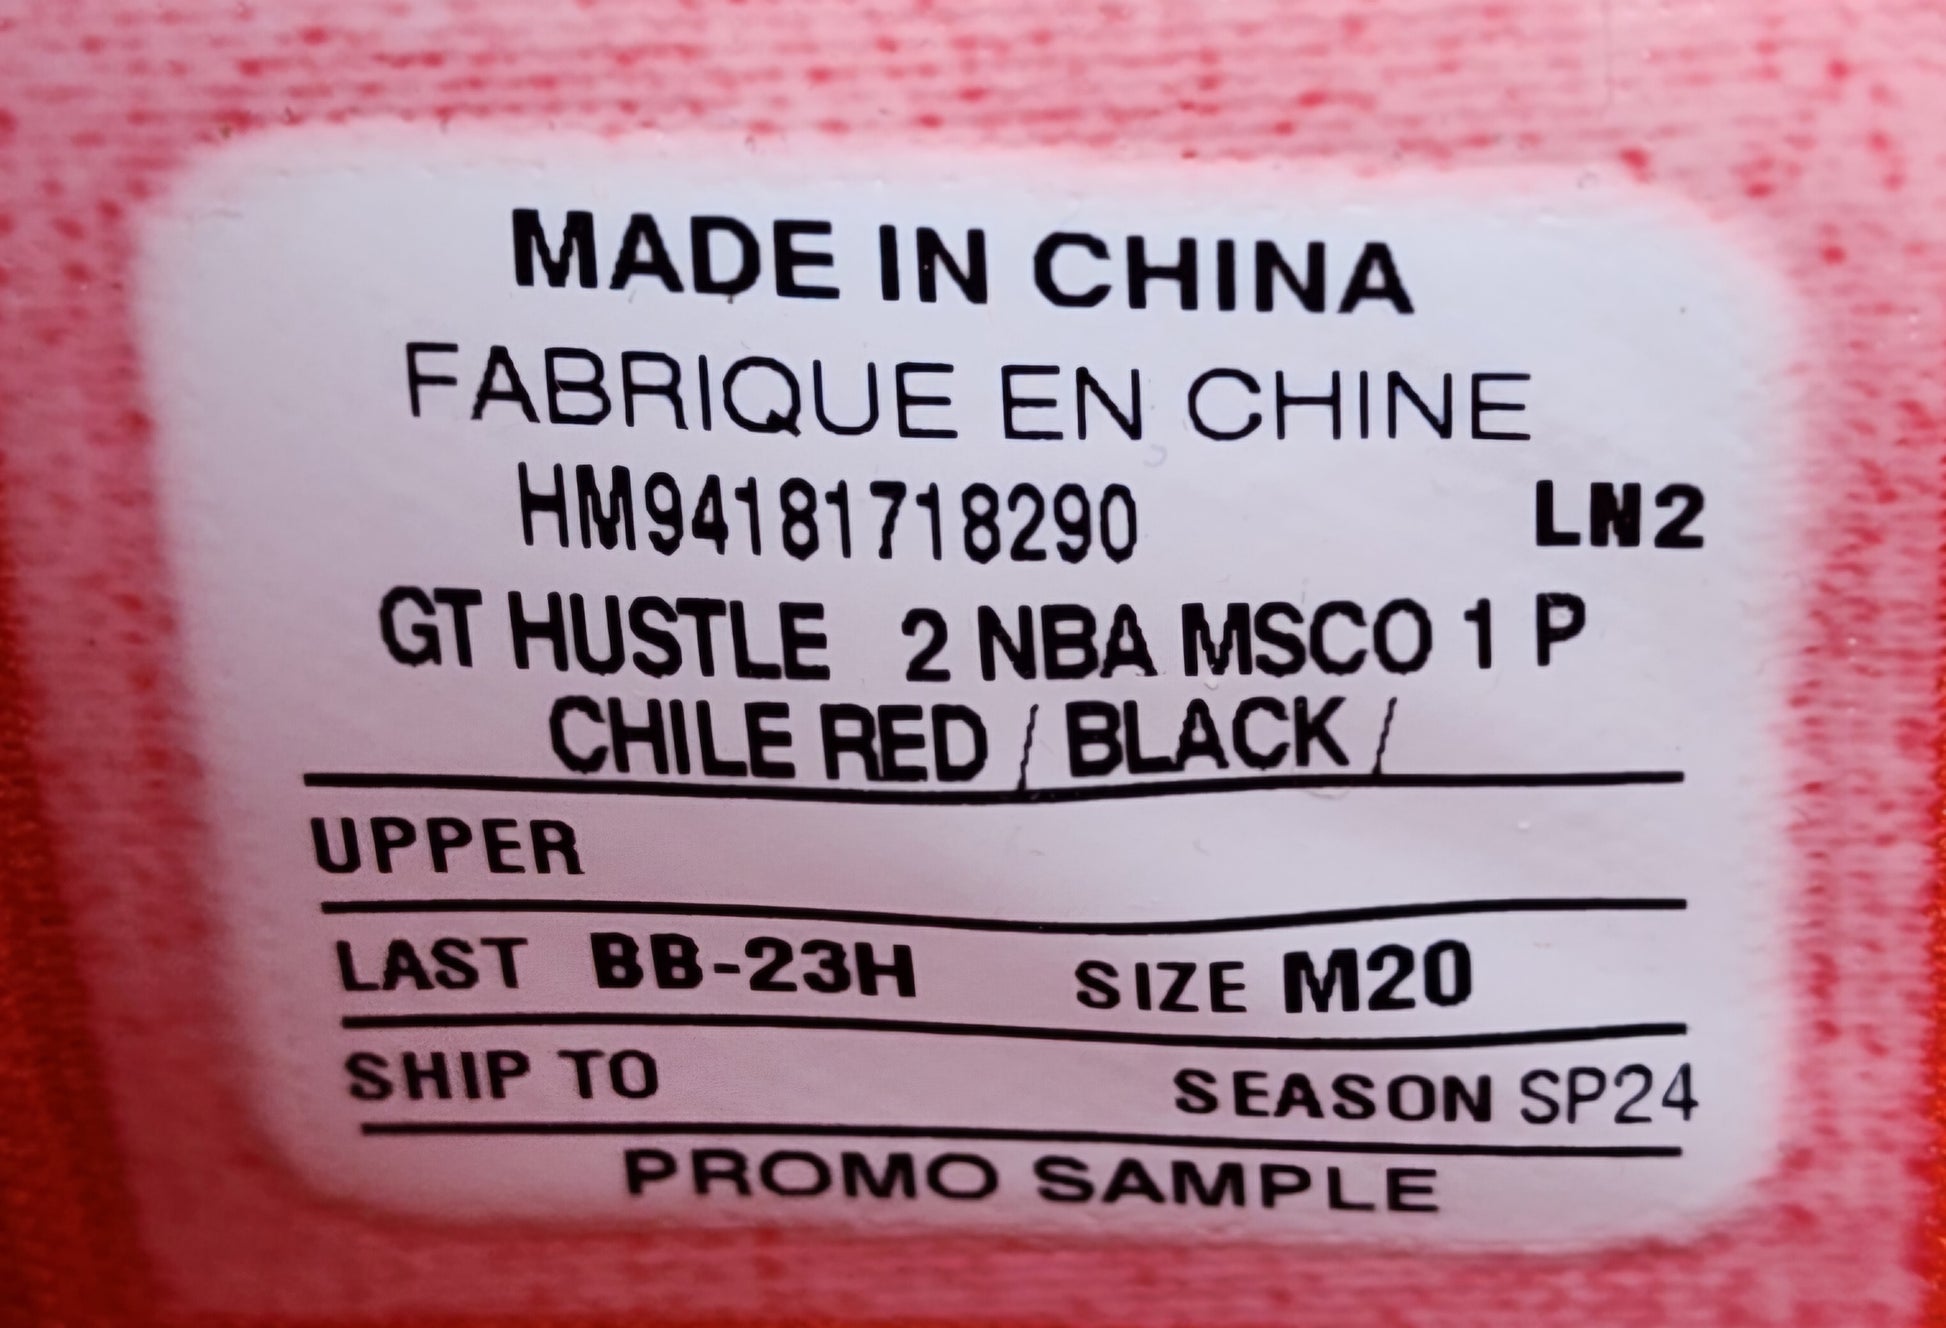 MADE IN CHINA
FABRIQUE EN CHINE
HM94181718290 LN2
GT HUSTLE 2 NBA MSCO 1 P
CHILE RED / BLACK /
UPPER
LAST BB-23H SIZE M20
SHIP TO SEASON SP24
PROMO SAMPLE